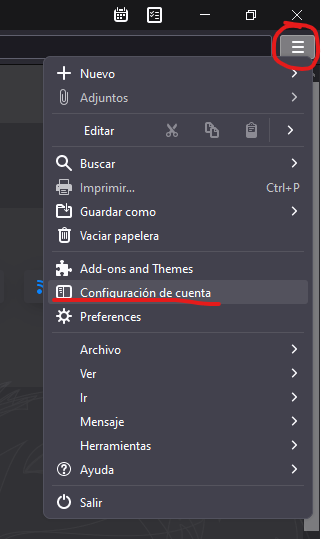 Nuevo
Adjuntos
Editar
Buscar
Imprimir... Ctrl+P
Guardar como
Vaciar papelera
Add-ons and Themes
Configuración de cuenta
Preferences
Archivo
Ver
Ir
Mensaje
Herramientas
Ayuda
Salir